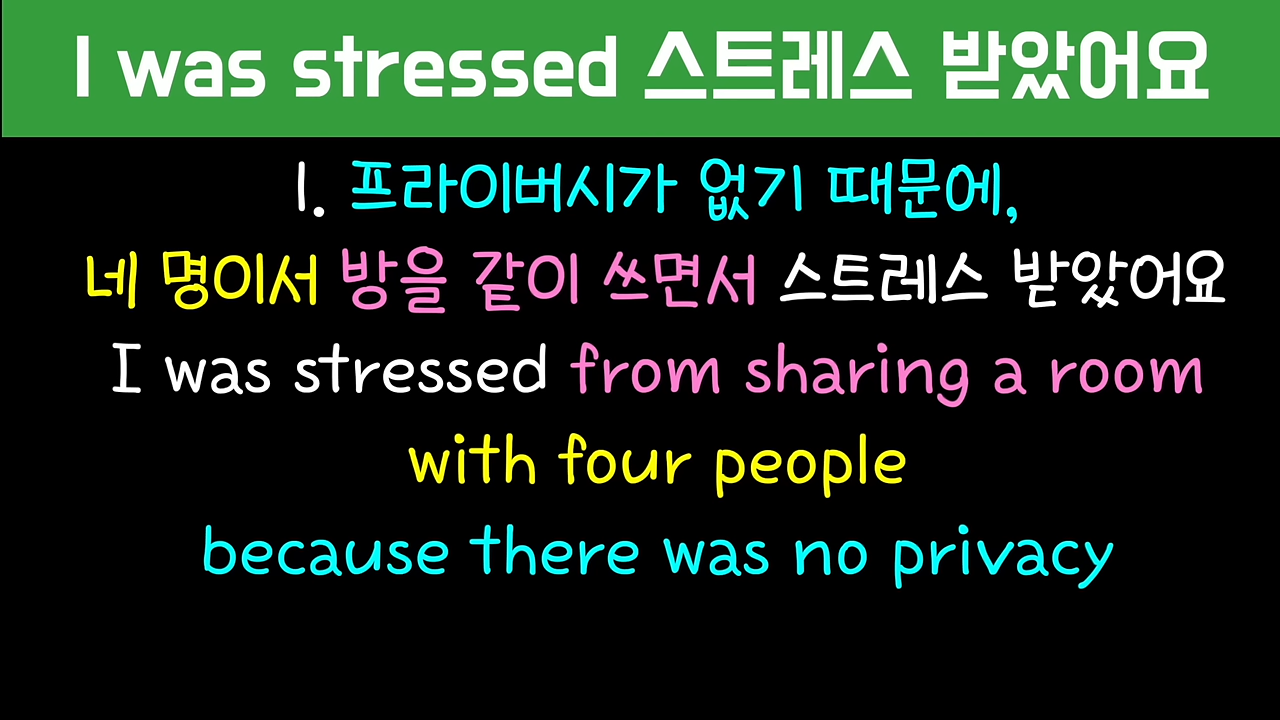 I was stressed 스트레스 받았어요
1. 프라이버시가 없기 때문에,
네 명이서 방을 같이 쓰면서 스트레스 받았어요
I was stressed from sharing a room
with four people
because there was no privacy